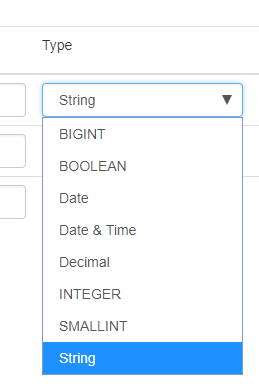 Type
String
BIGINT
BOOLEAN
Date
Date & Time
Decimal
INTEGER
SMALLINT
String